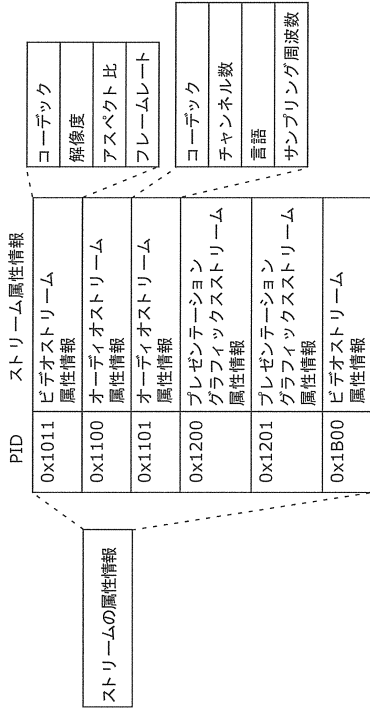 ストリームの属性情報
PID
ストリーム属性情報
0x1011
ビデオストリーム
属性情報
0x1100
オーディオストリーム
属性情報
0x1101
オーディオストリーム
属性情報
0x1200
プレゼンテーション
グラフィックスストリーム
属性情報
0x1201
プレゼンテーション
グラフィックスストリーム
属性情報
0x1B00
ビデオストリーム
属性情報
コーデック
解像度
アスペクト比
フレームレート
コーデック
チャンネル数
言語
サンプリング周波数